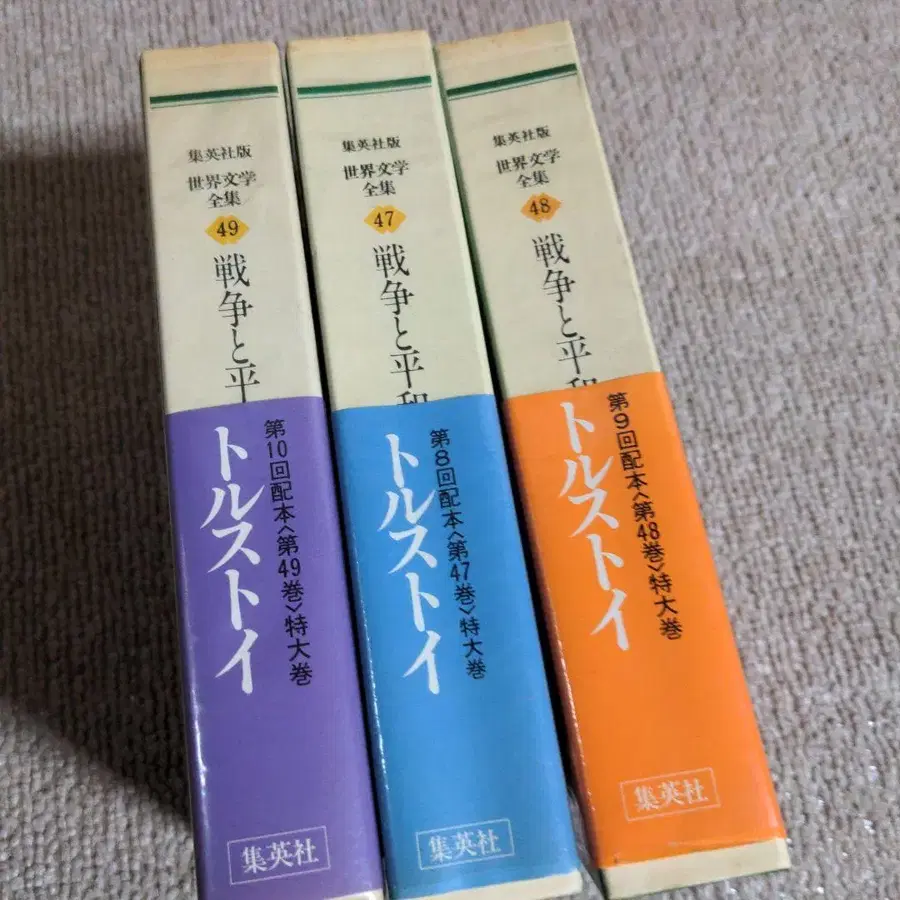 集英社版
世界文学
全集
49
戦争と平
第10回配本〈第49巻〉特大巻
トルストイ
集英社
集英社版
世界文学
全集
47
戦争と平和
第8回配本〈第47巻〉特大巻
トルストイ
集英社
集英社版
世界文学
全集
48
戦争と平和
第9回配本〈第48巻〉特大巻
トルストイ
集英社